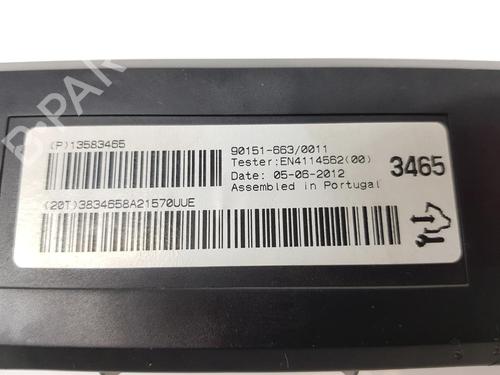 (P)13583465
90151-663/0011
Tester:EN4114562(00)
Date: 05-06-2012
Assembled in Portugal
3465
(20T)3834658A21570UUE
B-PAR